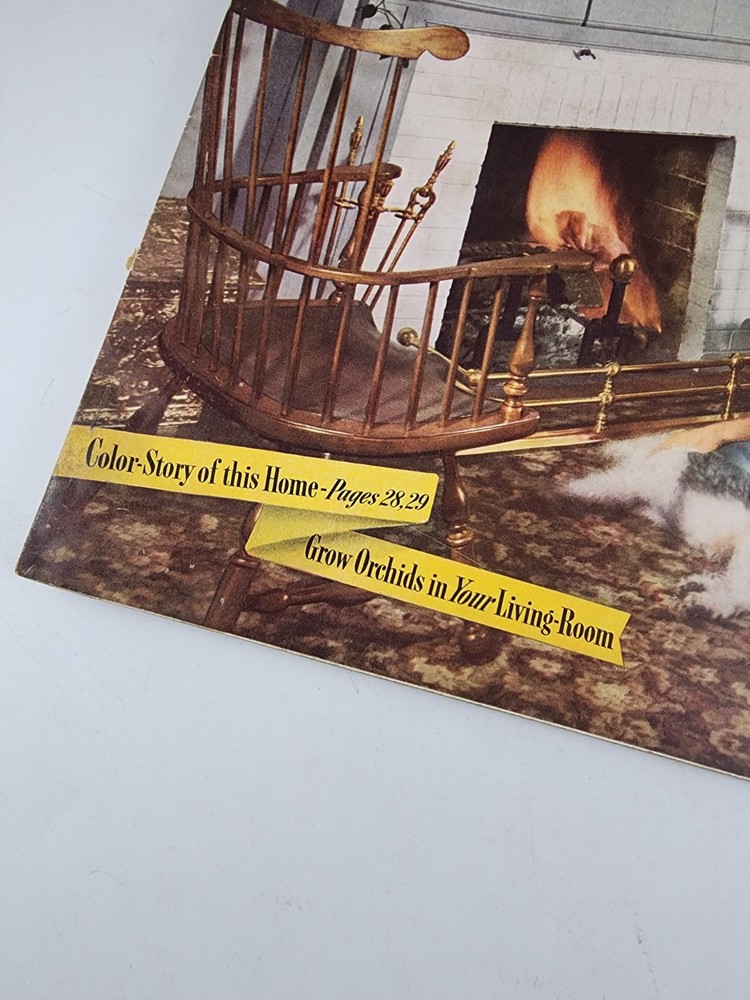 Color-Story of this Home-Pages 28,29
Grow Orchids in Your Living-Room